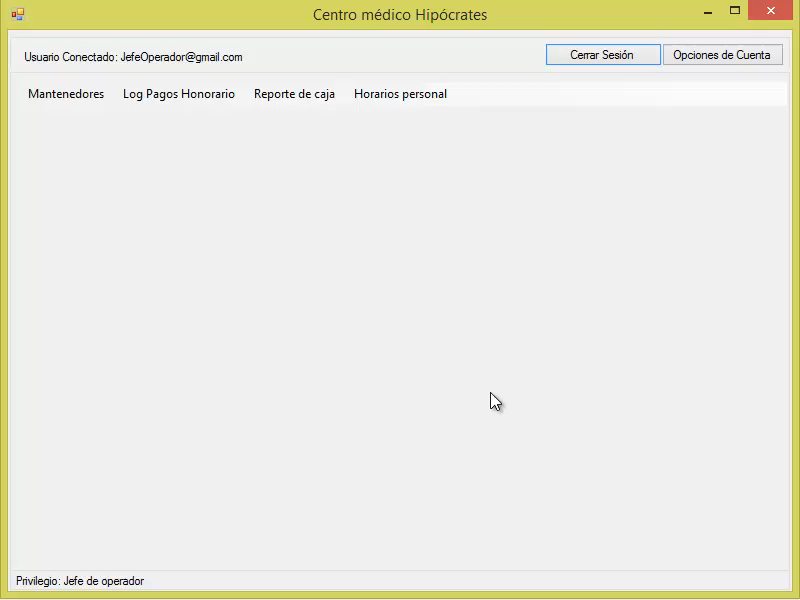 Centro médico Hipócrates
Usuario Conectado: JefeOperador@gmail.com
Cerrar Sesión
Opciones de Cuenta
Mantenedores
Log Pagos Honorario
Reporte de caja
Horarios personal
Privilegio: Jefe de operador